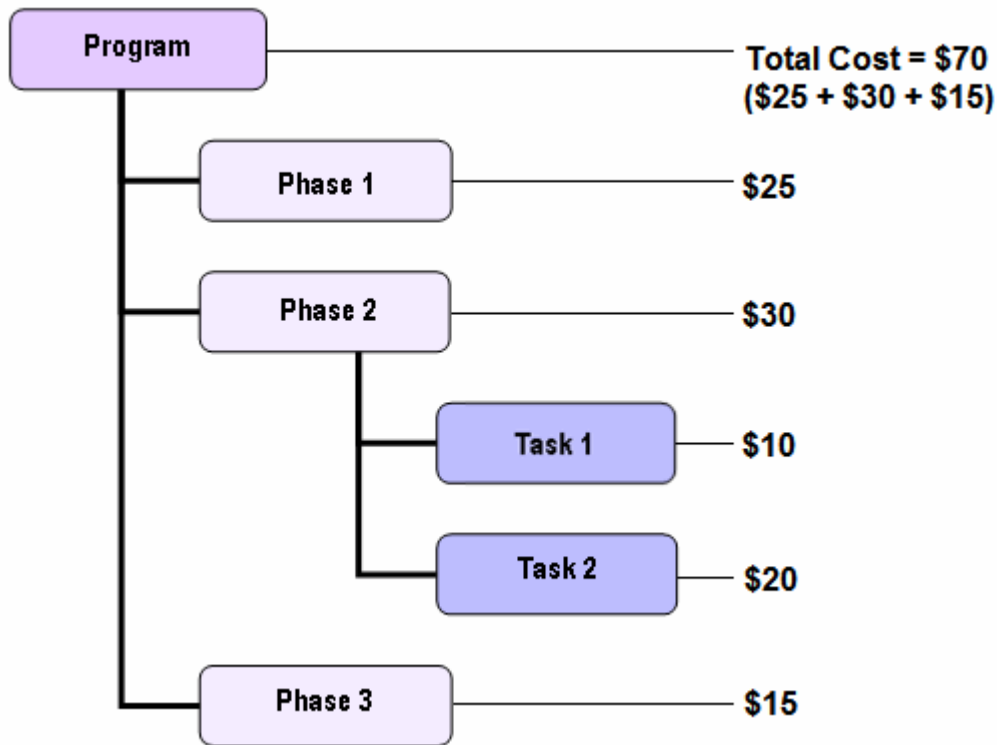 Program
Total Cost = $70
($25 + $30 + $15)
Phase 1
$25
Phase 2
$30
Task 1
$10
Task 2
$20
Phase 3
$15